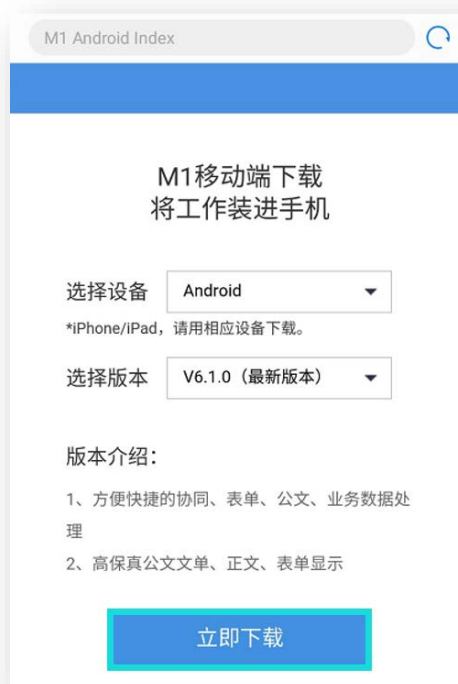 M1 Android Index
M1移动端下载
将工作装进手机
选择设备 Android
*iPhone/iPad，请用相应设备下载。
选择版本 V6.1.0（最新版本）
版本介绍：
1、方便快捷的协同、表单、公文、业务数据处
理
2、高保真公文文单、正文、表单显示
立即下载